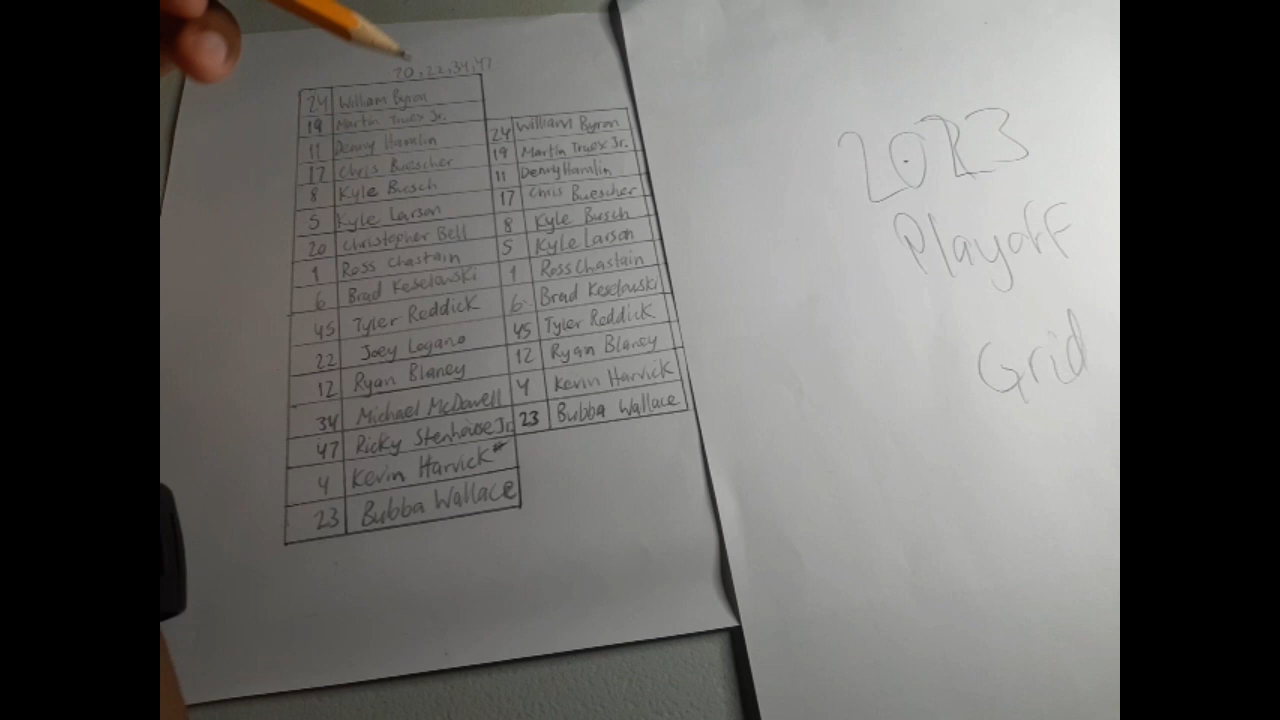 20, 22, 34, 47
24 William Byron
19 Martin Truex Jr.
11 Denny Hamlin
17 Chris Buescher
8 Kyle Busch
5 Kyle Larson
20 Christopher Bell
1 Ross Chastain
6 Brad Keselowski
45 Tyler Reddick
22 Joey Logano
12 Ryan Blaney
34 Michael McDowell
47 Ricky Stenhouse Jr.
4 Kevin Harvick
23 Bubba Wallace
24 William Byron
19 Martin Truex Jr.
11 Denny Hamlin
17 Chris Buescher
8 Kyle Busch
5 Kyle Larson
1 Ross Chastain
6 Brad Keselowski
45 Tyler Reddick
12 Ryan Blaney
4 Kevin Harvick
23 Bubba Wallace
2023
Playoff
Grid